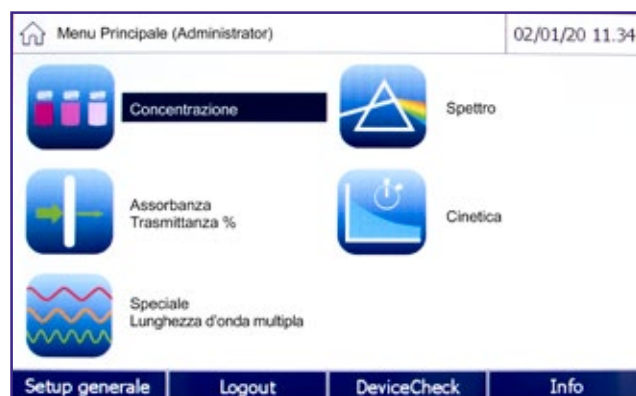 Menu Principale (Administrator)
02/01/20 11.34
Concentrazione
Spettro
Assorbanza
Trasmittanza %
Cinetica
Speciale
Lunghezza d'onda multipla
Setup generale
Logout
DeviceCheck
Info